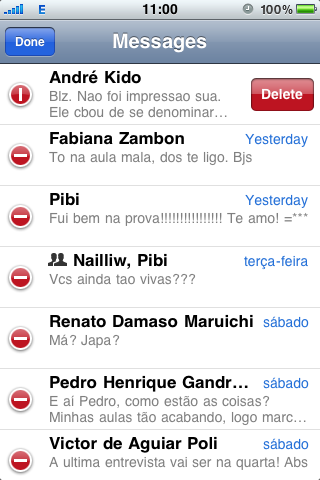 E 11:00 100%
Done Messages
André Kido
Blz. Nao foi impressao sua.
Ele cbou de se denominar…
Delete
Fabiana Zambon Yesterday
To na aula mala, dos te ligo. Bjs
Pibi Yesterday
Fui bem na prova!!!!!!!!!!!!!!!! Te amo! =***
Nailliw, Pibi terça-feira
Vcs ainda tao vivas???
Renato Damaso Maruichi sábado
Má? Japa?
Pedro Henrique Gandr… sábado
E aí Pedro, como estão as coisas?
Minhas aulas tão acabando, logo marc…
Victor de Aguiar Poli sábado
A ultima entrevista vai ser na quarta! Abs